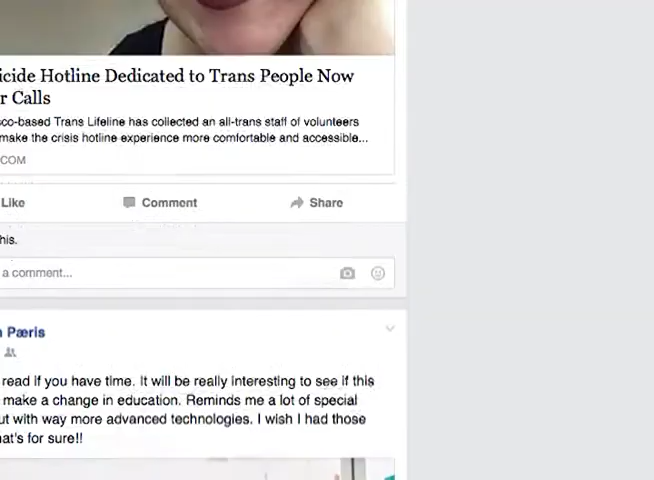 icide Hotline Dedicated to Trans People Now
r Calls
sco-based Trans Lifeline has collected an all-trans staff of volunteers
make the crisis hotline experience more comfortable and accessible...
COM
Like Comment Share
his.
a comment...
n Pæris
read if you have time. It will be really interesting to see if this
make a change in education. Reminds me a lot of special
ut with way more advanced technologies. I wish I had those
hat's for sure!!